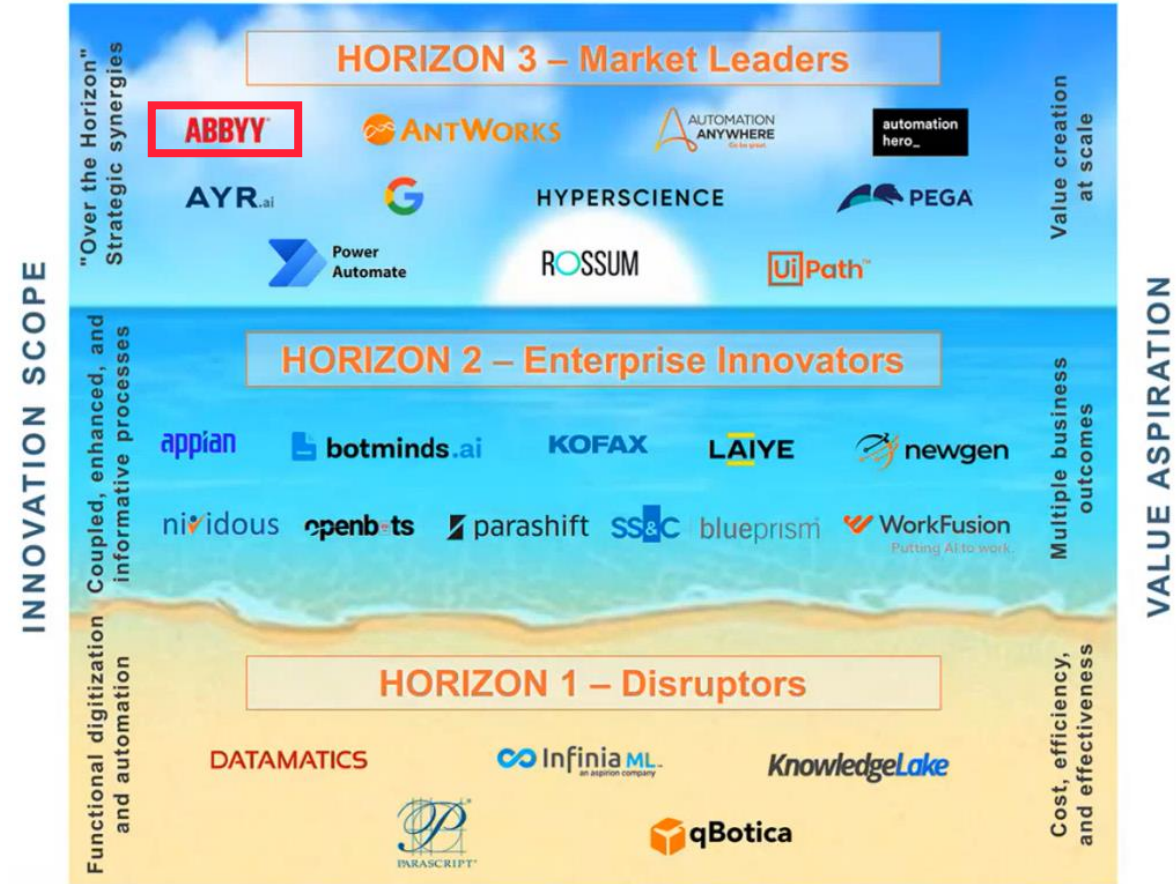 HORIZON 3 – Market Leaders
"Over the Horizon"
Strategic synergies
Value creation
at scale
ABBYY
ANTWORKS
AUTOMATION
ANYWHERE
Go be great.
automation
hero_
AYR.ai
G
HYPERSCIENCE
PEGA
Power
Automate
ROSSUM
UiPath™
INNOVATION SCOPE
VALUE ASPIRATION
HORIZON 2 – Enterprise Innovators
Coupled, enhanced, and
informative processes
Multiple business
outcomes
appian
botminds.ai
KOFAX
LAIYE
newgen
nividous
openbots
parashift
SS&C blueprism
WorkFusion
Putting AI to work.
HORIZON 1 – Disruptors
Functional digitization
and automation
Cost, efficiency,
and effectiveness
DATAMATICS
Infinia ML
an aspirion company
KnowledgeLake
P
PARASCRIPT®
qBotica